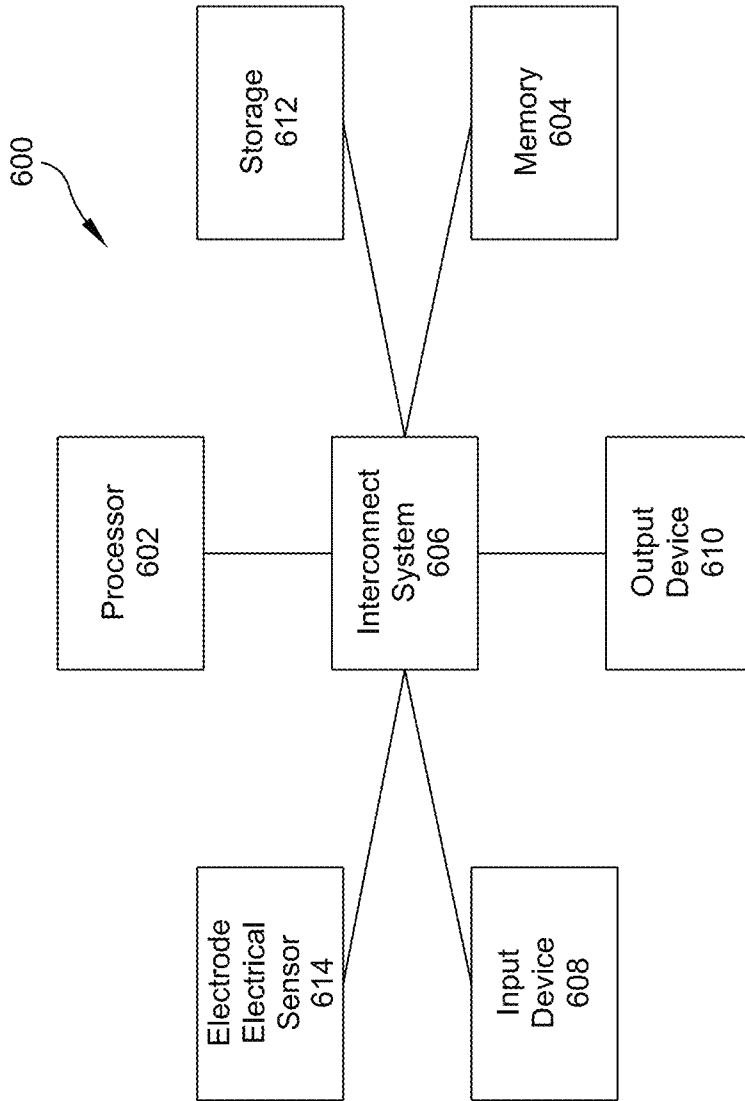 600
Electrode
Electrical
Sensor
614
Processor
602
Storage
612
Interconnect
System
606
Input
Device
608
Output
Device
610
Memory
604